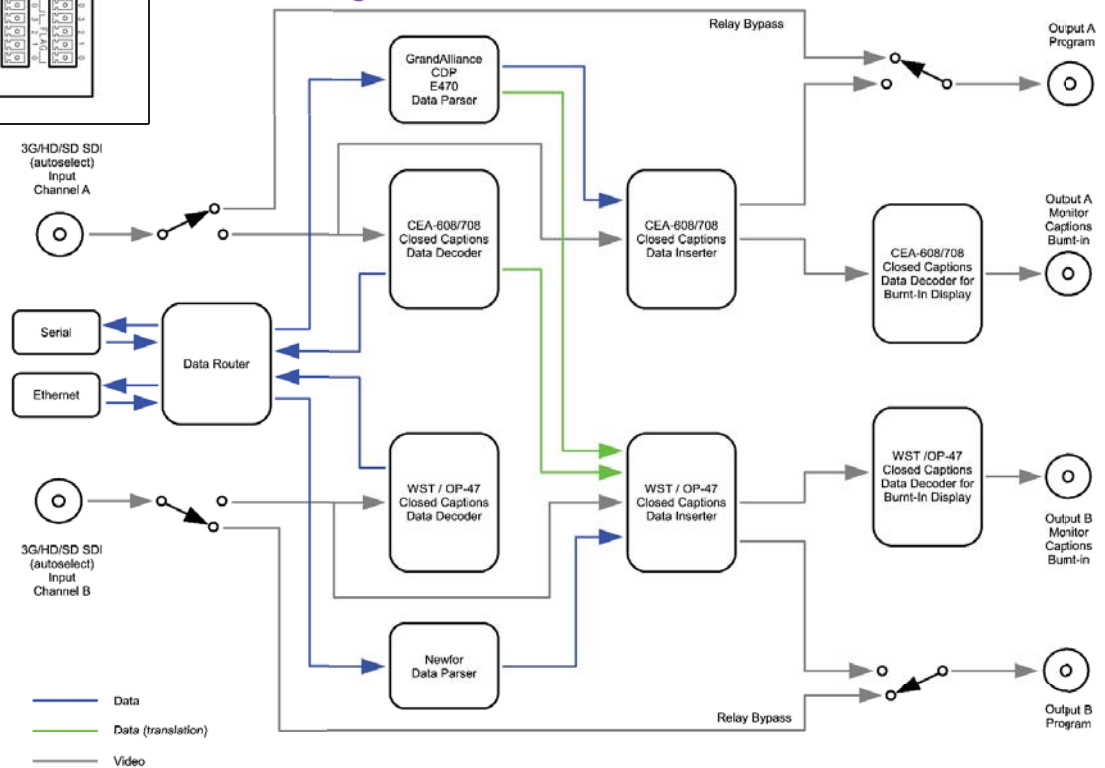 FLAG
Relay Bypass
Output A
Program
GrandAlliance
CDP
E470
Data Parser
3G/HD/SD SDI
(autoselect)
Input
Channel A
CEA-608/708
Closed Captions
Data Decoder
CEA-608/708
Closed Captions
Data Inserter
Output A
Monitor
Captions
Burnt-in
CEA-608/708
Closed Captions
Data Decoder for
Burnt-In Display
Serial
Data Router
Ethernet
WST / OP-47
Closed Captions
Data Decoder
WST / OP-47
Closed Captions
Data Inserter
WST /OP-47
Closed Captions
Data Decoder for
Burnt-In Display
Output B
Monitor
Captions
Burnt-in
3G/HD/SD SDI
(autoselect)
Input
Channel B
Newfor
Data Parser
Relay Bypass
Output B
Program
Data
Data (translation)
Video